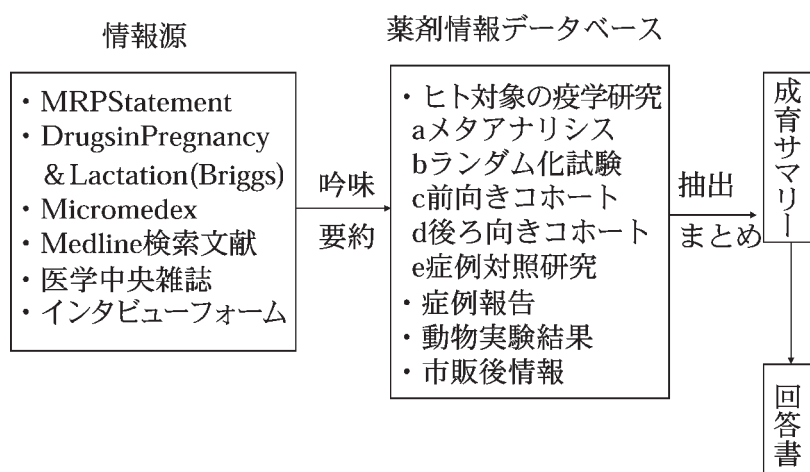 情報源
・MRPStatement
・DrugsinPregnancy
&Lactation(Briggs)
・Micromedex
・Medline検索文献
・医学中央雑誌
・インタビューフォーム
吟味
要約
薬剤情報データベース
・ヒト対象の疫学研究
aメタアナリシス
bランダム化試験
c前向きコホート
d後ろ向きコホート
e症例対照研究
・症例報告
・動物実験結果
・市販後情報
抽出
まとめ
成育サマリー
回答書